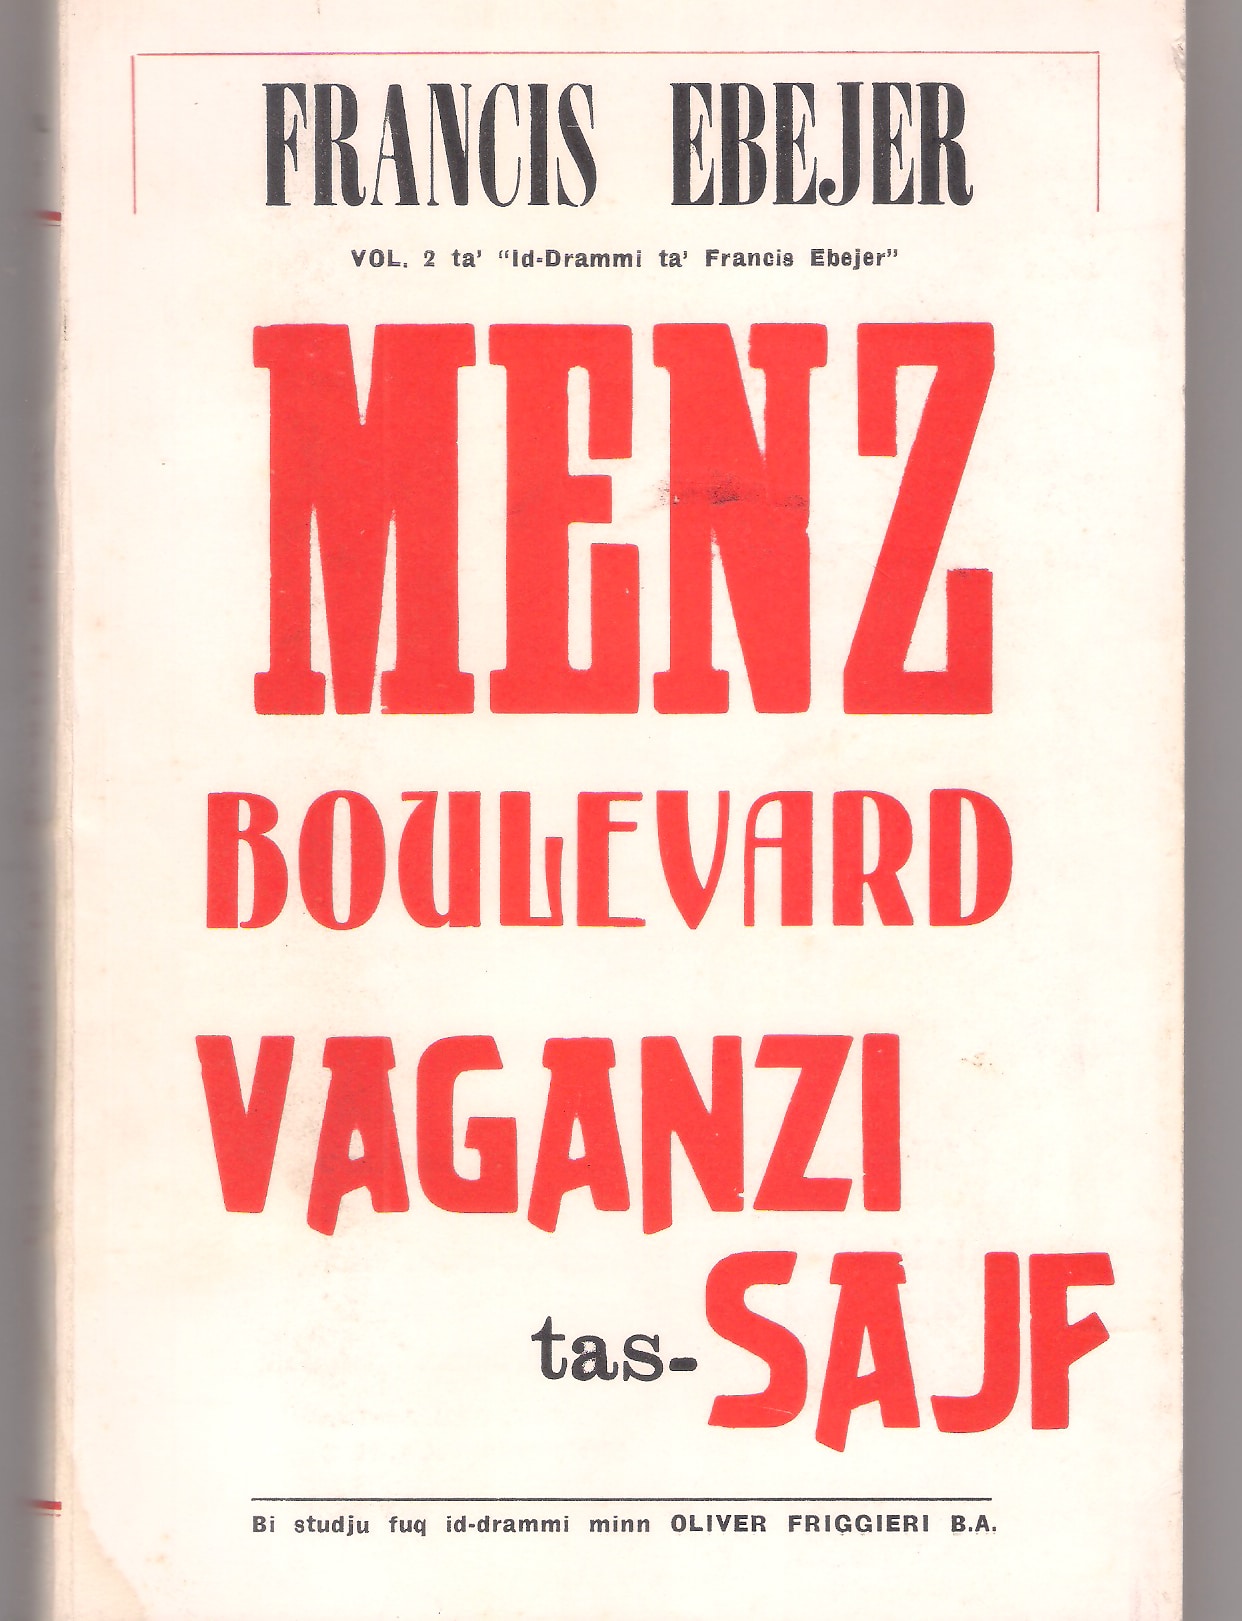 FRANCIS EBEJER
VOL. 2 ta' “Id-Drammi ta' Francis Ebejer”
MENZ
BOULEVARD
VAGANZI
tas-SAJF
Bi studju fuq id-drammi minn OLIVER FRIGGIERI B.A.